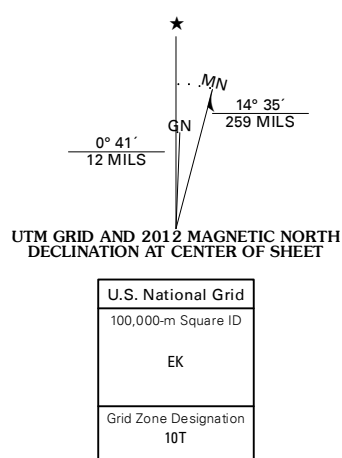 ★
MN
14° 35´
259 MILS
GN
0° 41´
12 MILS
UTM GRID AND 2012 MAGNETIC NORTH
DECLINATION AT CENTER OF SHEET
U.S. National Grid
100,000-m Square ID
EK
Grid Zone Designation
10T